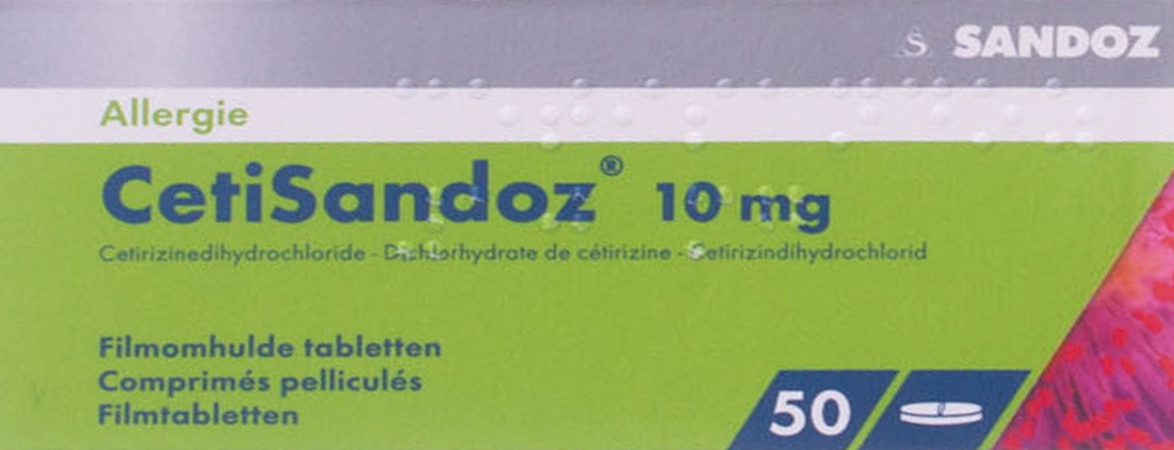 SANDOZ
Allergie
CetiSandoz® 10 mg
Cetirizinedihydrochloride - Dichlorhydrate de cétirizine - Cetirizindihydrochlorid
Filmomhulde tabletten
Comprimés pelliculés
Filmtabletten
50